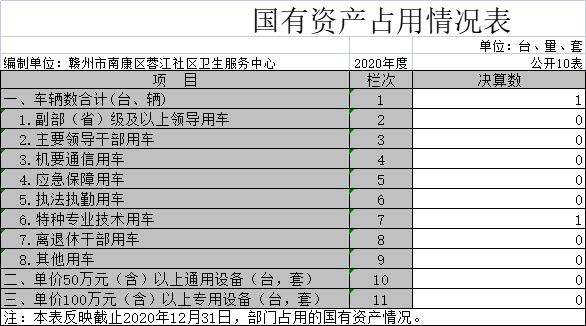 国有资产占用情况表
单位：台、量、套
编制单位：赣州市南康区蓉江社区卫生服务中心 2020年度 公开10表
项 目 栏次 决算数
一、车辆数合计(台、辆) 1 1
1.副部（省）级及以上领导用车 2 0
2.主要领导干部用车 3 0
3.机要通信用车 4 0
4.应急保障用车 5 0
5.执法执勤用车 6 0
6.特种专业技术用车 7 1
7.离退休干部用车 8 0
8.其他用车 9 0
二、单价50万元（含）以上通用设备（台，套） 10 0
三、单价100万元（含）以上专用设备（台，套） 11 0
注：本表反映截止2020年12月31日，部门占用的国有资产情况。